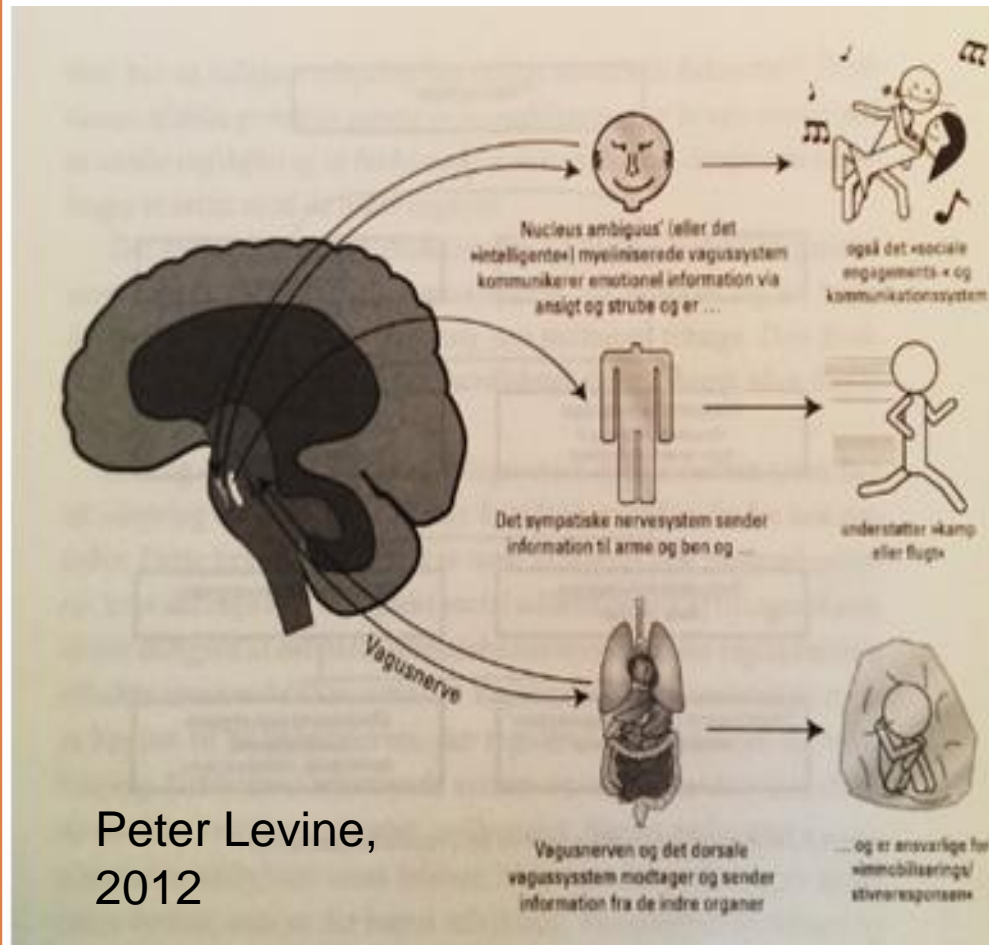 Nucleus ambiguus' (eller det
»intelligente«) myeliniserede vagussystem
kommunikerer emotionel information via
ansigt og strube og er ...
også det »sociale
engagements-« og
kommunikationssystem
Det sympatiske nervesystem sender
information til arme og ben og ...
understøtter »kamp
eller flugt«
Vagusnerve
Vagusnerven og det dorsale
vagussysstem modtager og sender
information fra de indre organer
... og er ansvarlige for
»immobiliserings/
stivneresponsen«
Peter Levine,
2012